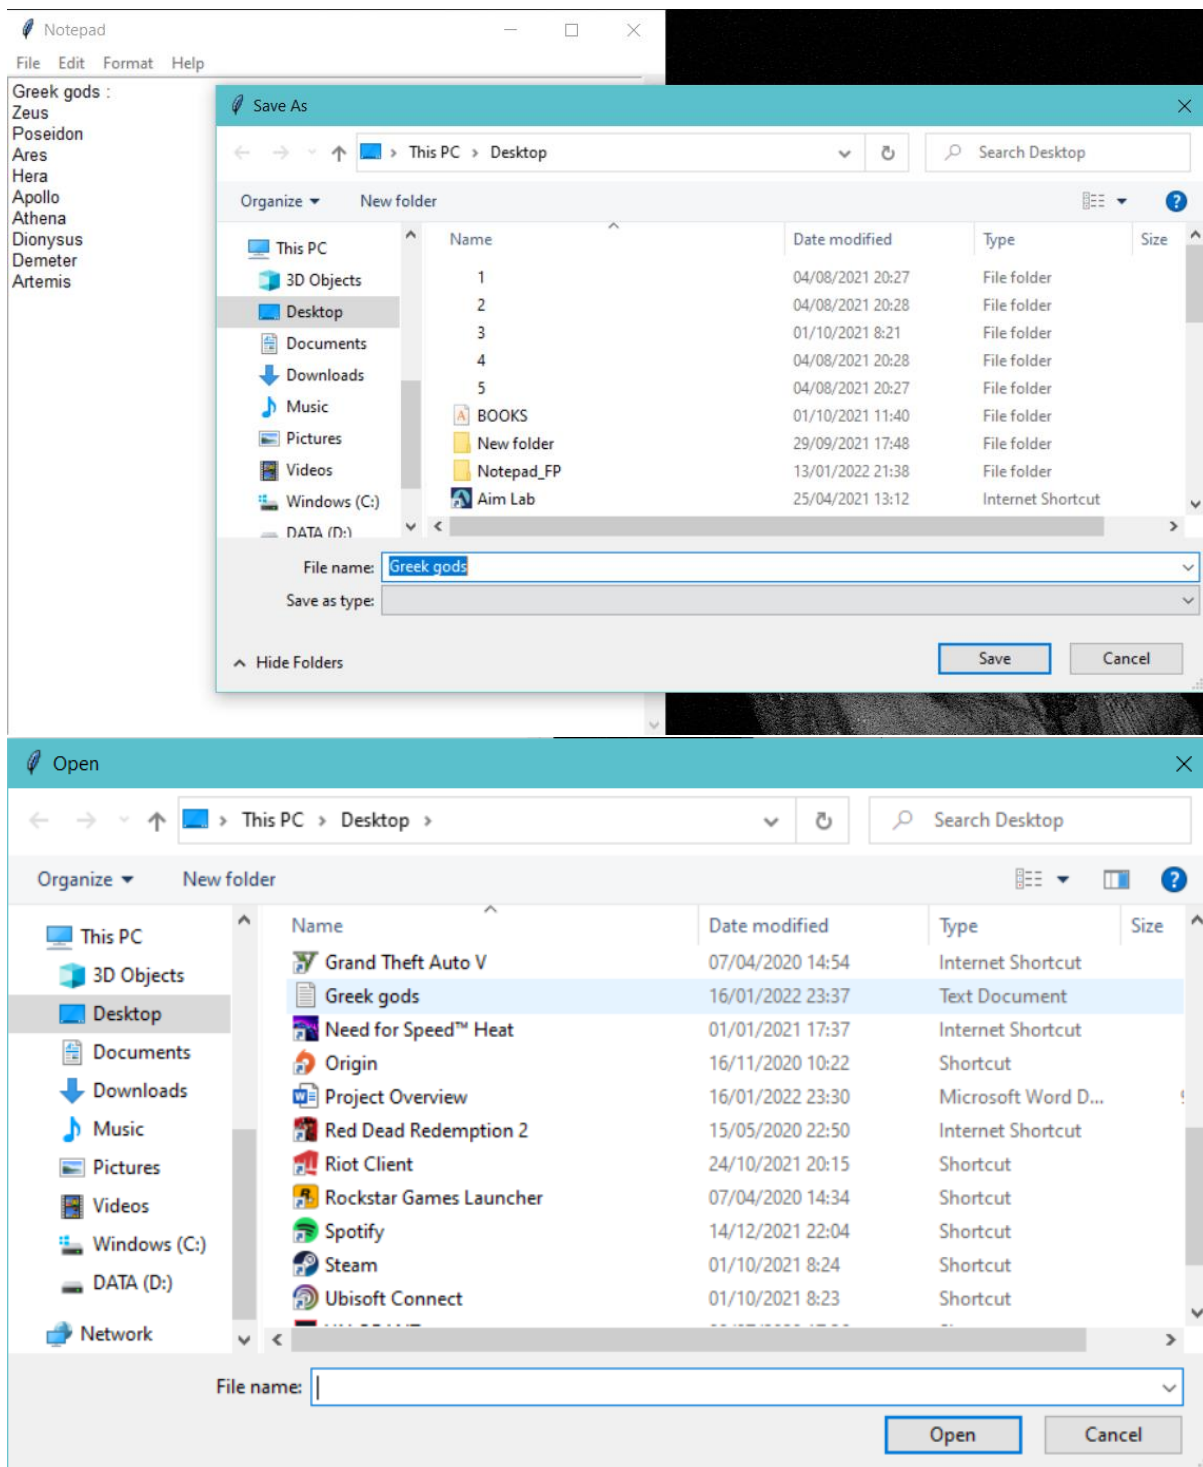 Notepad
File Edit Format Help
Greek gods :
Zeus
Poseidon
Ares
Hera
Apollo
Athena
Dionysus
Demeter
Artemis
Save As
This PC > Desktop
Search Desktop
Organize New folder
Name Date modified Type Size
This PC
3D Objects
Desktop
Documents
Downloads
Music
Pictures
Videos
Windows (C:)
DATA (D:)
1 04/08/2021 20:27 File folder
2 04/08/2021 20:28 File folder
3 01/10/2021 8:21 File folder
4 04/08/2021 20:28 File folder
5 04/08/2021 20:27 File folder
BOOKS 01/10/2021 11:40 File folder
New folder 29/09/2021 17:48 File folder
Notepad_FP 13/01/2022 21:38 File folder
Aim Lab 25/04/2021 13:12 Internet Shortcut
File name: Greek gods
Save as type:
Hide Folders
Save Cancel
Open
This PC > Desktop >
Search Desktop
Organize New folder
Name Date modified Type Size
This PC
3D Objects
Desktop
Documents
Downloads
Music
Pictures
Videos
Windows (C:)
DATA (D:)
Network
Grand Theft Auto V 07/04/2020 14:54 Internet Shortcut
Greek gods 16/01/2022 23:37 Text Document
Need for Speed™ Heat 01/01/2021 17:37 Internet Shortcut
Origin 16/11/2020 10:22 Shortcut
Project Overview 16/01/2022 23:30 Microsoft Word D...
Red Dead Redemption 2 15/05/2020 22:50 Internet Shortcut
Riot Client 24/10/2021 20:15 Shortcut
Rockstar Games Launcher 07/04/2020 14:34 Shortcut
Spotify 14/12/2021 22:04 Shortcut
Steam 01/10/2021 8:24 Shortcut
Ubisoft Connect 01/10/2021 8:23 Shortcut
File name:
Open Cancel